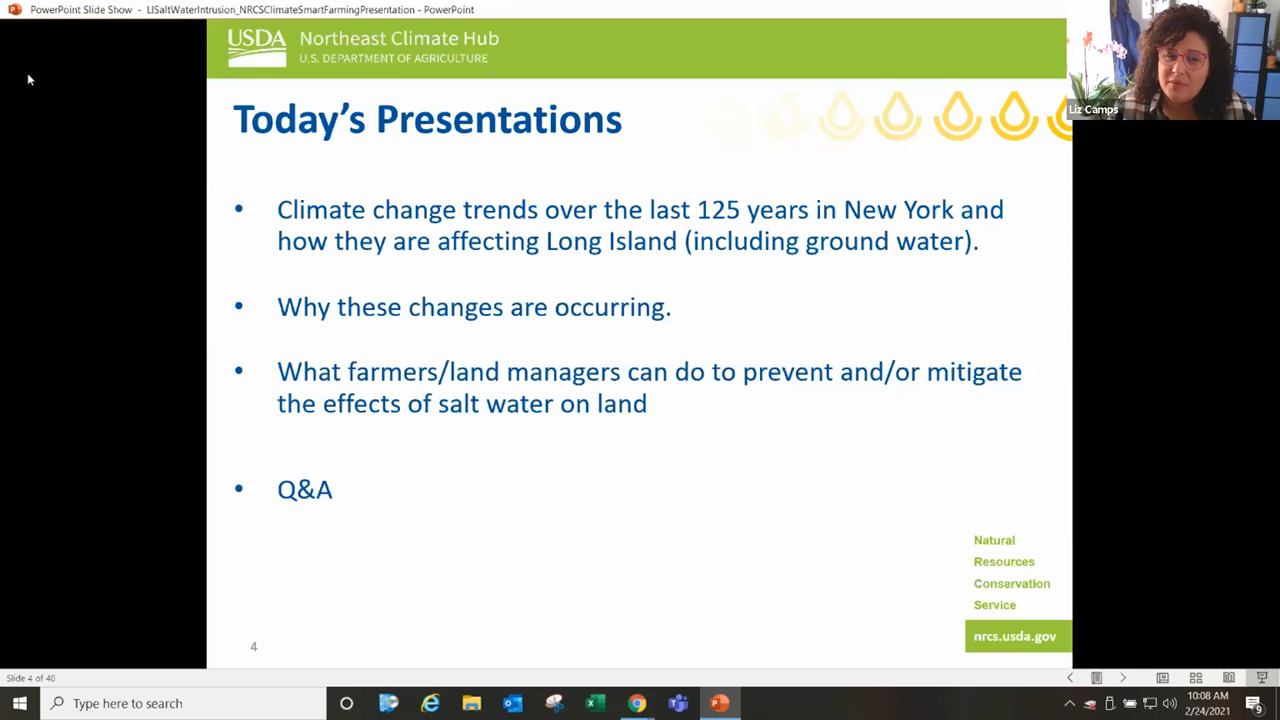 PowerPoint Slide Show - LISaltWaterIntrusion_NRCSClimateSmartFarmingPresentation - PowerPoint
USDA
Northeast Climate Hub
U.S. DEPARTMENT OF AGRICULTURE
Liz Camps
Today's Presentations
• Climate change trends over the last 125 years in New York and
how they are affecting Long Island (including ground water).
• Why these changes are occurring.
• What farmers/land managers can do to prevent and/or mitigate
the effects of salt water on land
• Q&A
Natural
Resources
Conservation
Service
nrcs.usda.gov
4
Slide 4 of 40
Type here to search
10:08 AM
2/24/2021
9